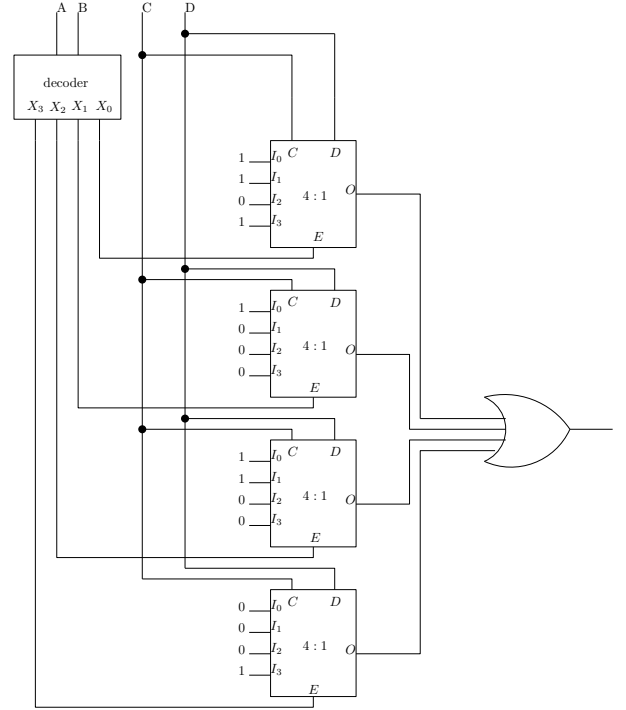 A B C D
decoder
X3 X2 X1 X0
C D
1 I0
1 I1
0 I2
1 I3
4 : 1
O
E
C D
1 I0
0 I1
0 I2
0 I3
4 : 1
O
E
C D
1 I0
1 I1
0 I2
0 I3
4 : 1
O
E
C D
0 I0
0 I1
0 I2
1 I3
4 : 1
O
E